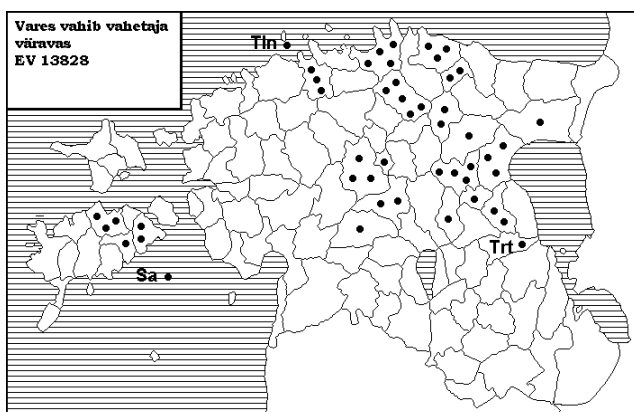 Vares vahib vahetaja
väravas
EV 13828
Tln
Trt
Sa